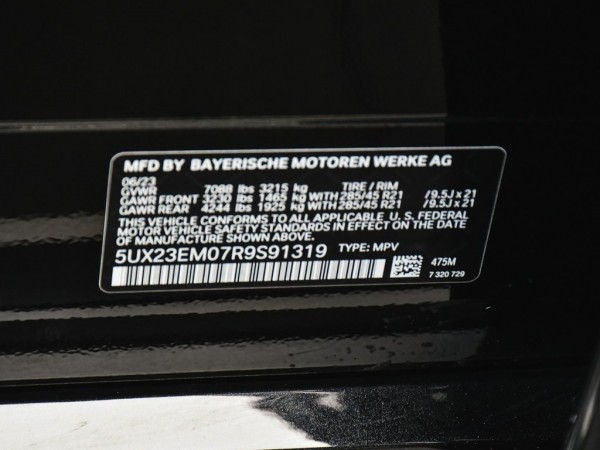 MFD BY BAYERISCHE MOTOREN WERKE AG
06/23
GVWR 7088 lbs 3215 kg TIRE / RIM
GAWR FRONT 3230 lbs 1465 kg WITH 285/45 R21 /9.5J x 21
GAWR REAR 4244 lbs 1925 kg WITH 285/45 R21 /9.5J x 21
THIS VEHICLE CONFORMS TO ALL APPLICABLE U. S. FEDERAL
MOTOR VEHICLE SAFETY STANDARDS IN EFFECT ON THE DATE
OF MANUFACTURE SHOWN ABOVE.
5UX23EM07R9S91319 TYPE: MPV
475M
7 320 729